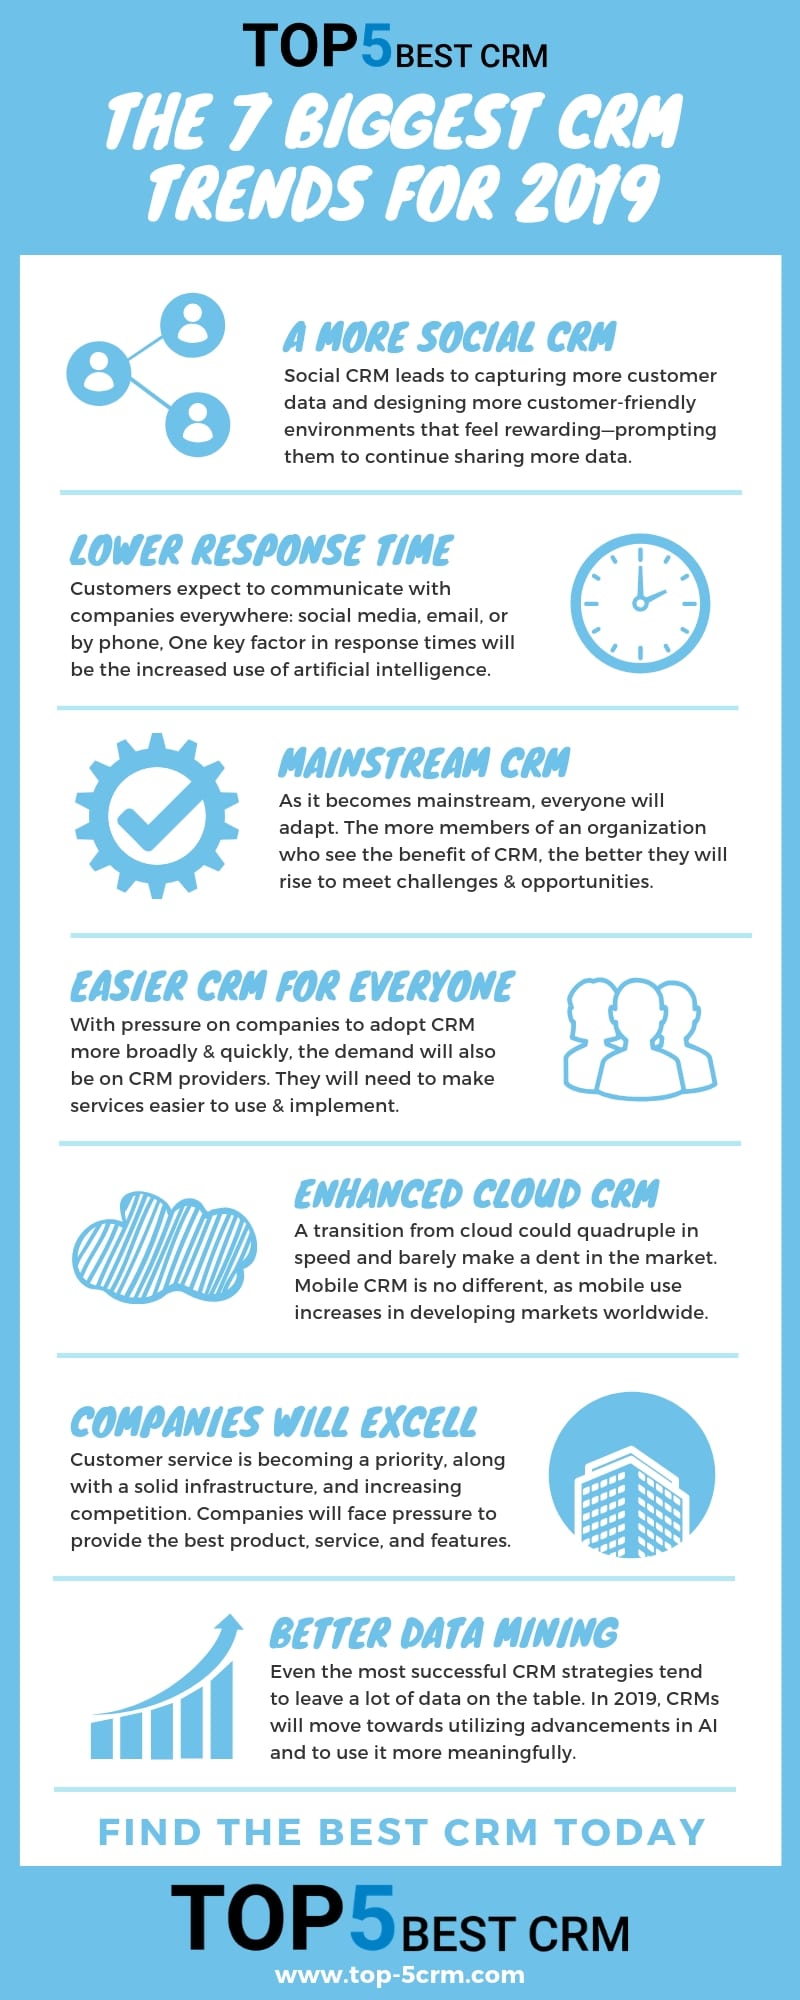 TOP5 BEST CRM
THE 7 BIGGEST CRM
TRENDS FOR 2019
A MORE SOCIAL CRM
Social CRM leads to capturing more customer
data and designing more customer-friendly
environments that feel rewarding—prompting
them to continue sharing more data.
LOWER RESPONSE TIME
Customers expect to communicate with
companies everywhere: social media, email, or
by phone, One key factor in response times will
be the increased use of artificial intelligence.
MAINSTREAM CRM
As it becomes mainstream, everyone will
adapt. The more members of an organization
who see the benefit of CRM, the better they will
rise to meet challenges & opportunities.
EASIER CRM FOR EVERYONE
With pressure on companies to adopt CRM
more broadly & quickly, the demand will also
be on CRM providers. They will need to make
services easier to use & implement.
ENHANCED CLOUD CRM
A transition from cloud could quadruple in
speed and barely make a dent in the market.
Mobile CRM is no different, as mobile use
increases in developing markets worldwide.
COMPANIES WILL EXCELL
Customer service is becoming a priority, along
with a solid infrastructure, and increasing
competition. Companies will face pressure to
provide the best product, service, and features.
BETTER DATA MINING
Even the most successful CRM strategies tend
to leave a lot of data on the table. In 2019, CRMs
will move towards utilizing advancements in AI
and to use it more meaningfully.
FIND THE BEST CRM TODAY
TOP5 BEST CRM
www.top-5crm.com